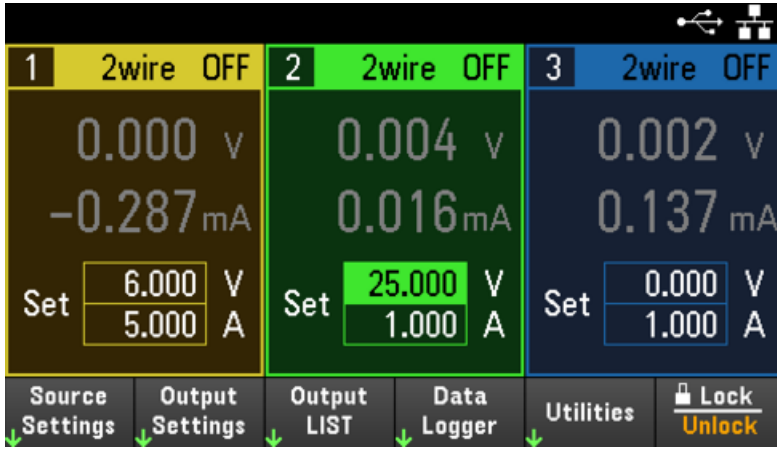 1 2wire OFF 2 2wire OFF 3 2wire OFF
0.000 V 0.004 V 0.002 V
-0.287 mA 0.016 mA 0.137 mA
Set 6.000 V Set 25.000 V Set 0.000 V
5.000 A 1.000 A 1.000 A
Source Output Output Data Utilities Lock
Settings Settings LIST Logger Unlock